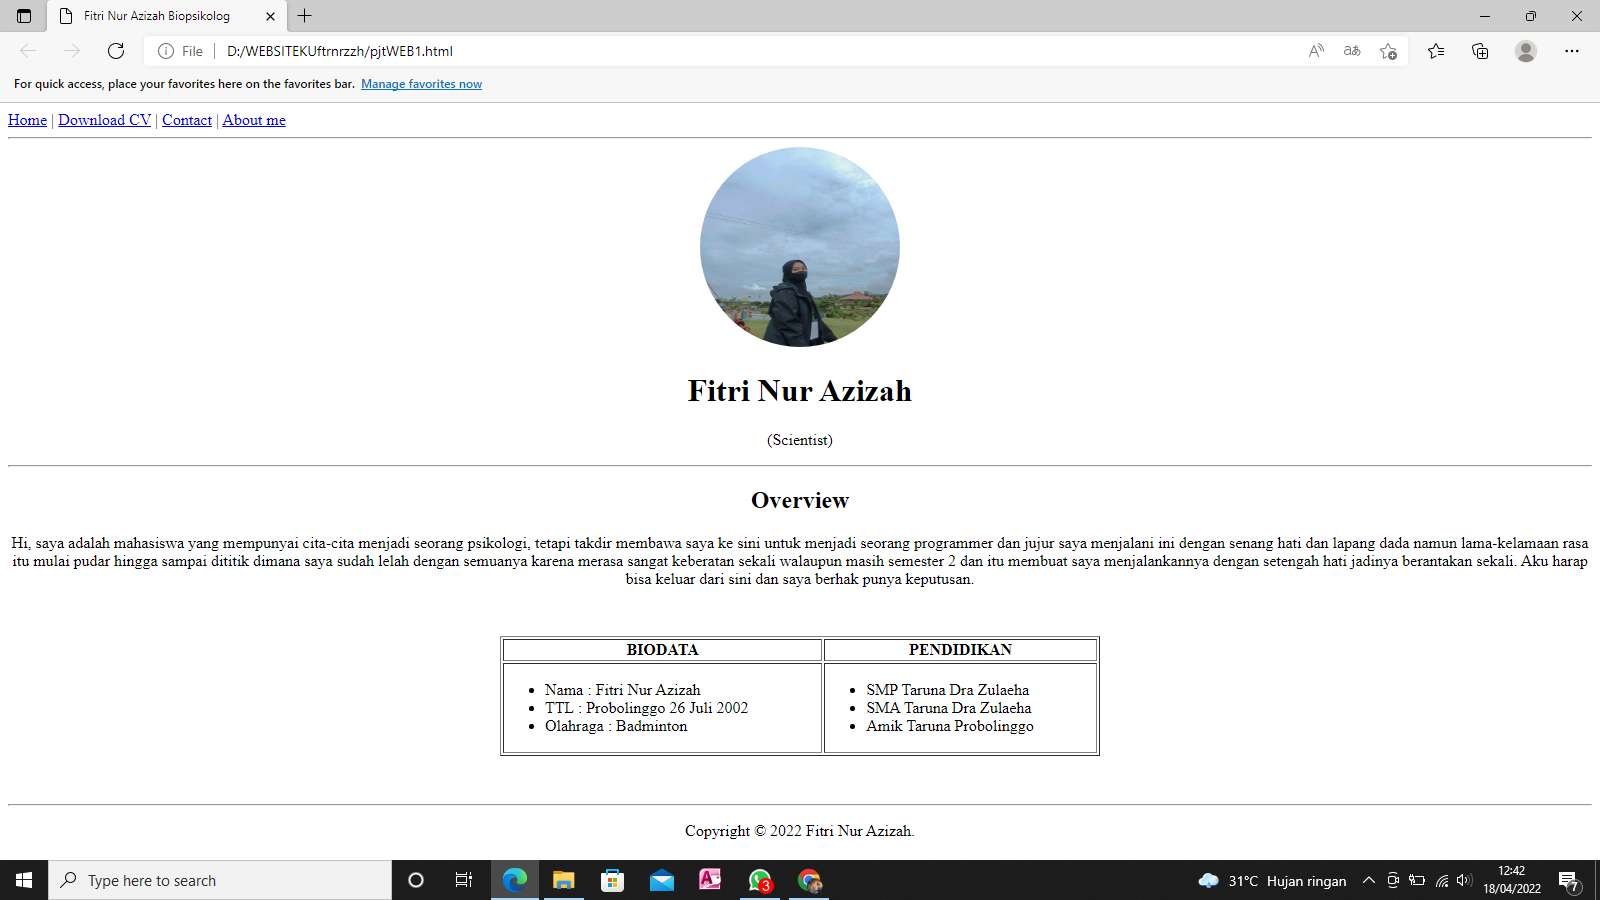 Fitri Nur Azizah Biopsikolog
File D:/WEBSITEKUftrnrzzh/pjtWEB1.html
For quick access, place your favorites here on the favorites bar. Manage favorites now
Home | Download CV | Contact | About me
Fitri Nur Azizah
(Scientist)
Overview
Hi, saya adalah mahasiswa yang mempunyai cita-cita menjadi seorang psikologi, tetapi takdir membawa saya ke sini untuk menjadi seorang programmer dan jujur saya menjalani ini dengan senang hati dan lapang dada namun lama-kelamaan rasa
itu mulai pudar hingga sampai dititik dimana saya sudah lelah dengan semuanya karena merasa sangat keberatan sekali walaupun masih semester 2 dan itu membuat saya menjalankannya dengan setengah hati jadinya berantakan sekali. Aku harap
bisa keluar dari sini dan saya berhak punya keputusan.
BIODATA PENDIDIKAN
• Nama : Fitri Nur Azizah
• TTL : Probolinggo 26 Juli 2002
• Olahraga : Badminton
• SMP Taruna Dra Zulaeha
• SMA Taruna Dra Zulaeha
• Amik Taruna Probolinggo
Copyright © 2022 Fitri Nur Azizah.
Type here to search
3
31°C Hujan ringan
12:42
18/04/2022
7